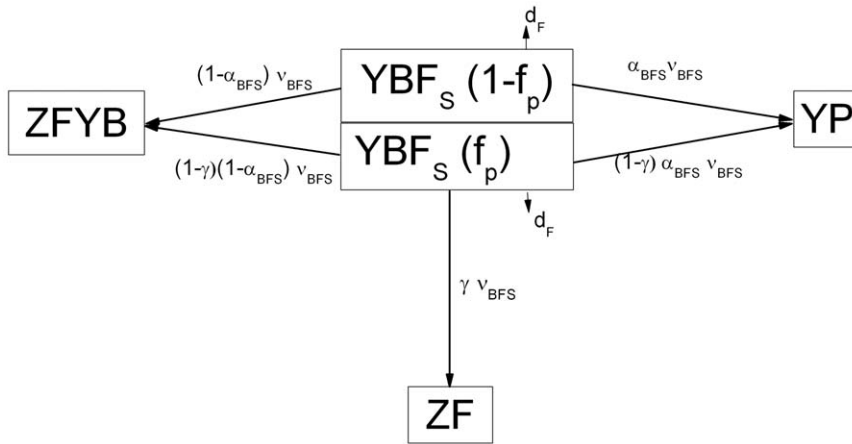 d_F
(1-α_BFS) ν_BFS
YBF_S (1-f_p)
α_BFS ν_BFS
ZFYB
YP
YBF_S (f_p)
(1-γ)(1-α_BFS) ν_BFS
(1-γ) α_BFS ν_BFS
d_F
γ ν_BFS
ZF